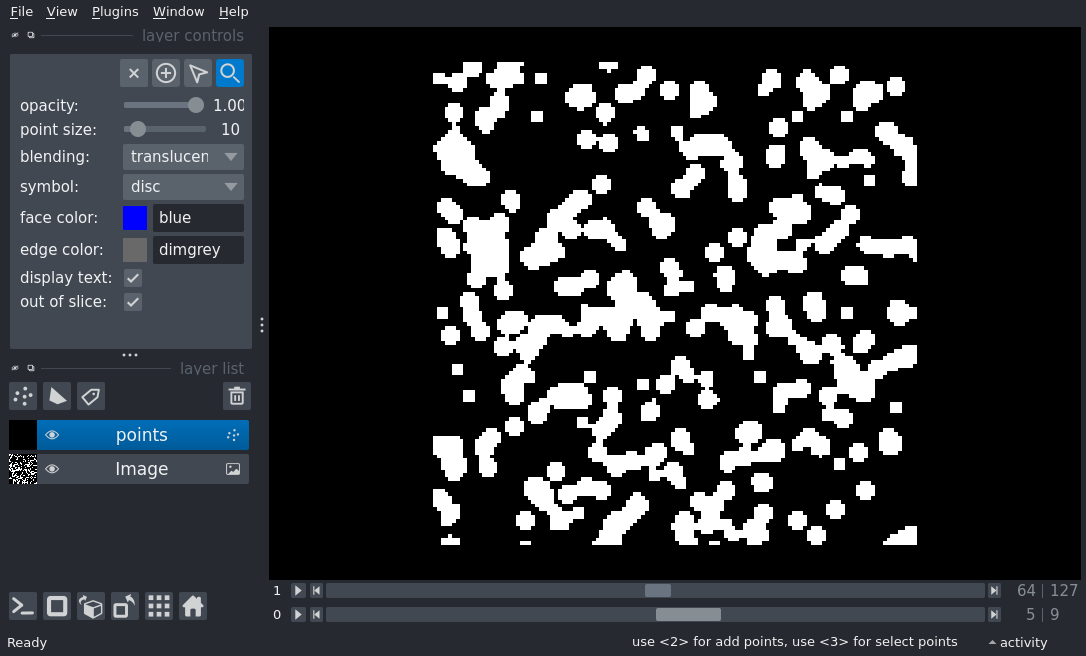 File View Plugins Window Help
layer controls
opacity: 1.00
point size: 10
blending: translucen
symbol: disc
face color: blue
edge color: dimgrey
display text:
out of slice:
layer list
points
Image
1 64 | 127
0 5 | 9
Ready use <2> for add points, use <3> for select points activity